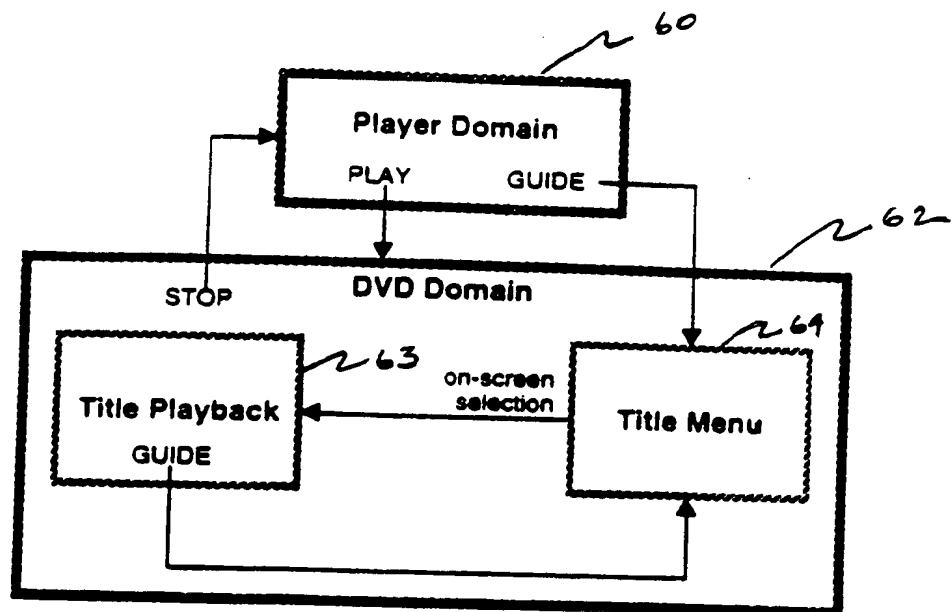 60
Player Domain
PLAY
GUIDE
62
STOP
DVD Domain
64
63
on-screen
selection
Title Playback
Title Menu
GUIDE